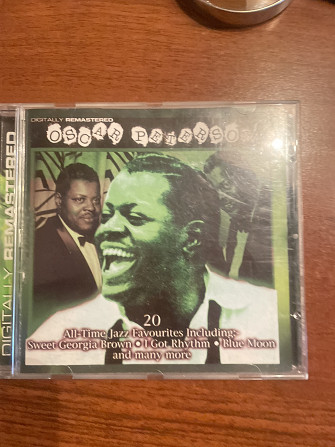 DIGITALLY REMASTERED
DIGITALLY REMASTERED
OSCAR PETERSON
20
All-Time Jazz Favourites Including:
Sweet Georgia Brown • I Got Rhythm • Blue Moon
and many more